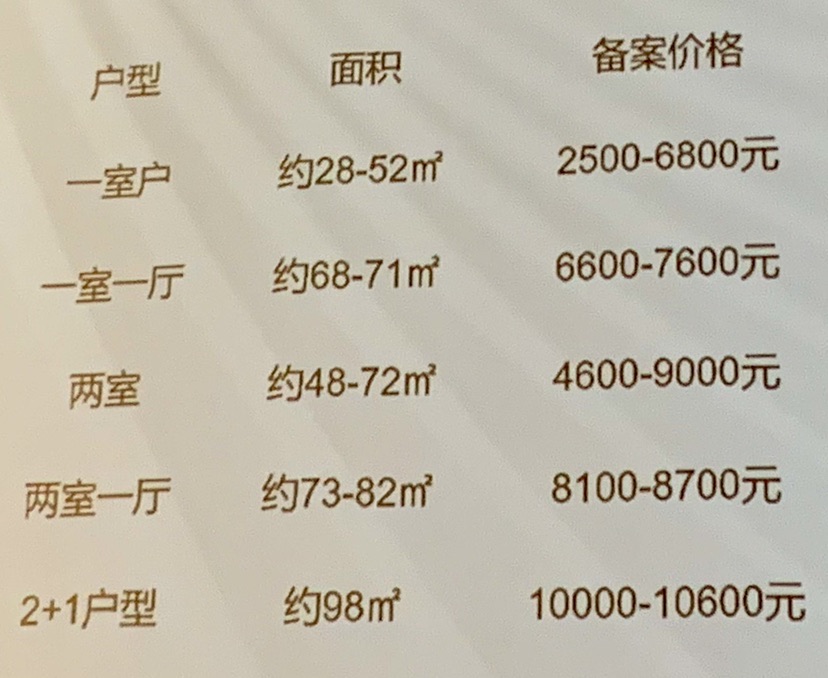 户型 面积 备案价格
一室户 约28-52㎡ 2500-6800元
一室一厅 约68-71㎡ 6600-7600元
两室 约48-72㎡ 4600-9000元
两室一厅 约73-82㎡ 8100-8700元
2+1户型 约98㎡ 10000-10600元